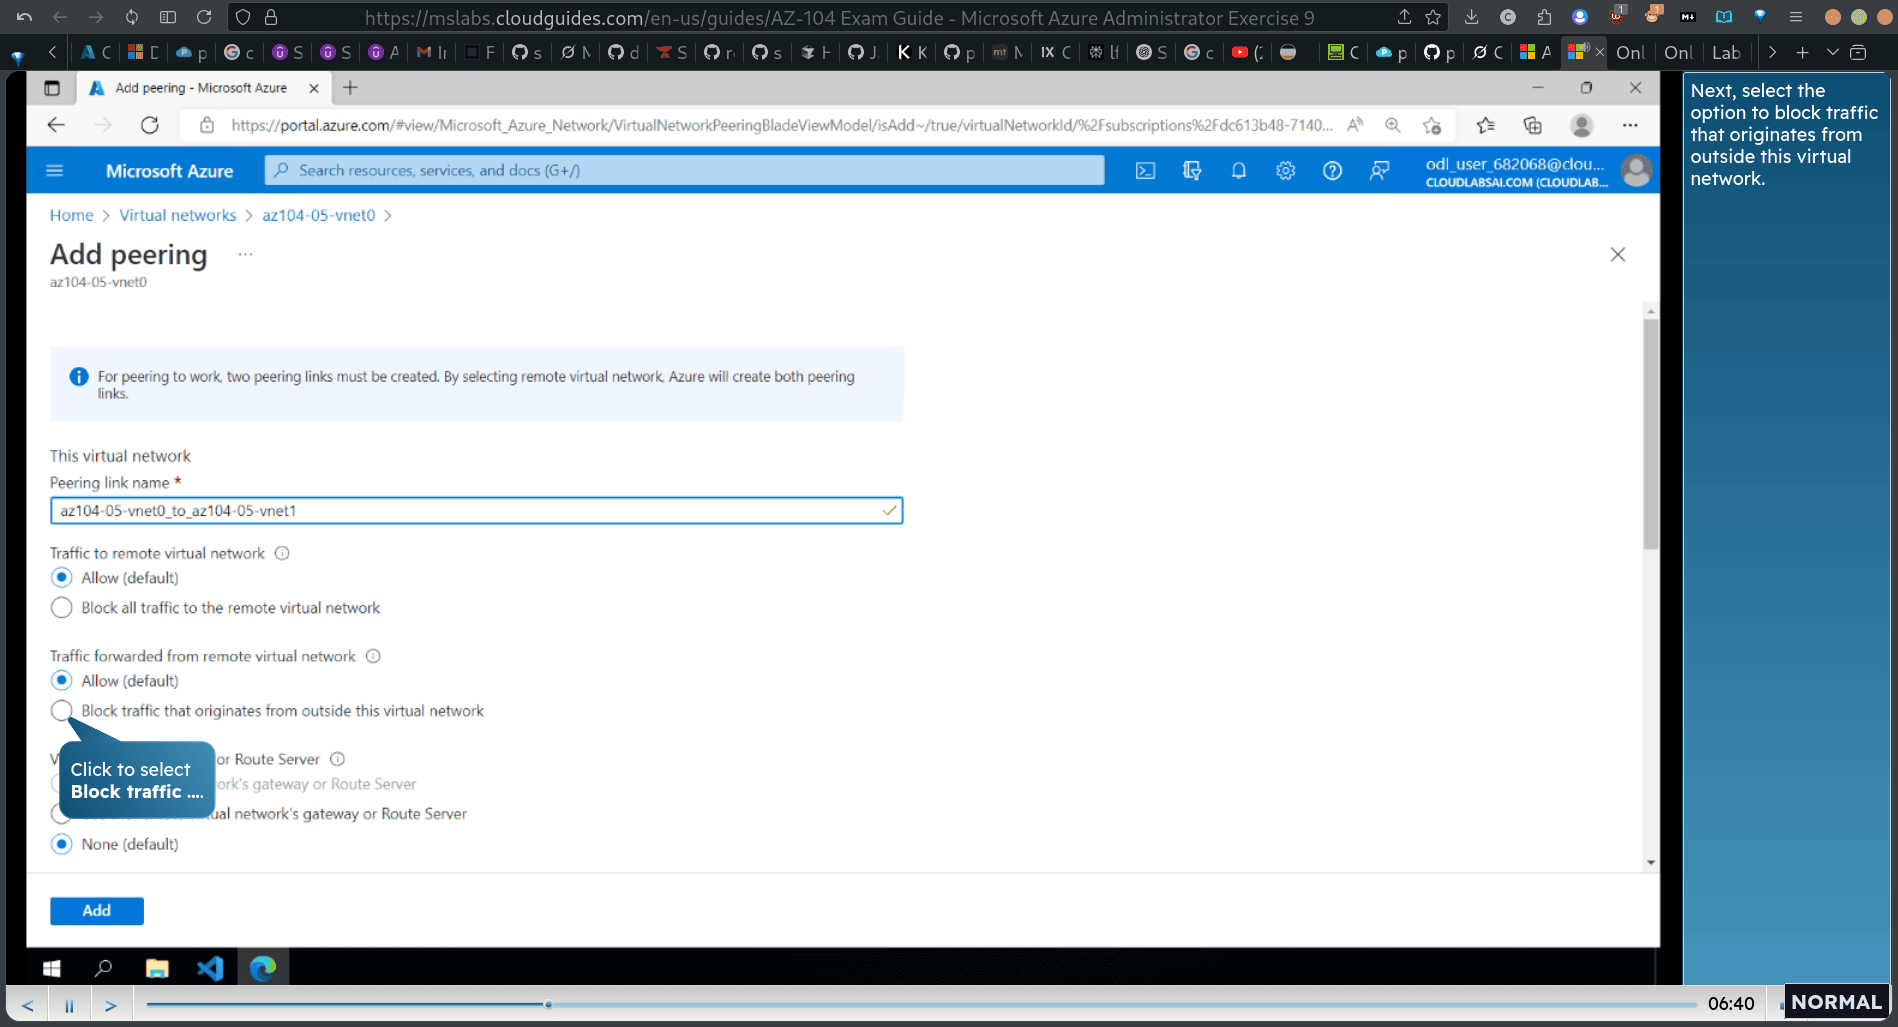 https://mslabs.cloudguides.com/en-us/guides/AZ-104 Exam Guide - Microsoft Azure Administrator Exercise 9
Onl
Onl
Lab
Add peering - Microsoft Azure
https://portal.azure.com/#view/Microsoft_Azure_Network/VirtualNetworkPeeringBladeViewModel/isAdd~/true/virtualNetworkId/%2Fsubscriptions%2Fdc613b48-7140...
Microsoft Azure
Search resources, services, and docs (G+/)
odl_user_682068@clou...
CLOUDLABSAI.COM (CLOUDLAB...
Home > Virtual networks > az104-05-vnet0 >
Add peering ...
az104-05-vnet0
For peering to work, two peering links must be created. By selecting remote virtual network, Azure will create both peering
links.
This virtual network
Peering link name *
az104-05-vnet0_to_az104-05-vnet1
Traffic to remote virtual network
Allow (default)
Block all traffic to the remote virtual network
Traffic forwarded from remote virtual network
Allow (default)
Block traffic that originates from outside this virtual network
or Route Server
Click to select
Block traffic ....
gateway or Route Server
network's gateway or Route Server
None (default)
Add
Next, select the
option to block traffic
that originates from
outside this virtual
network.
06:40
NORMAL